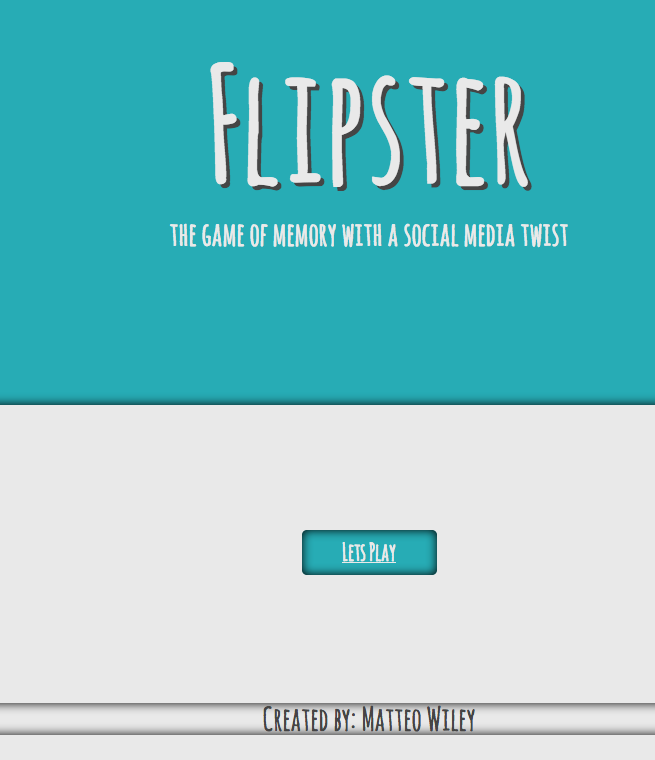 Flipster
the game of memory with a social media twist
Lets Play
Created by: Matteo Wiley